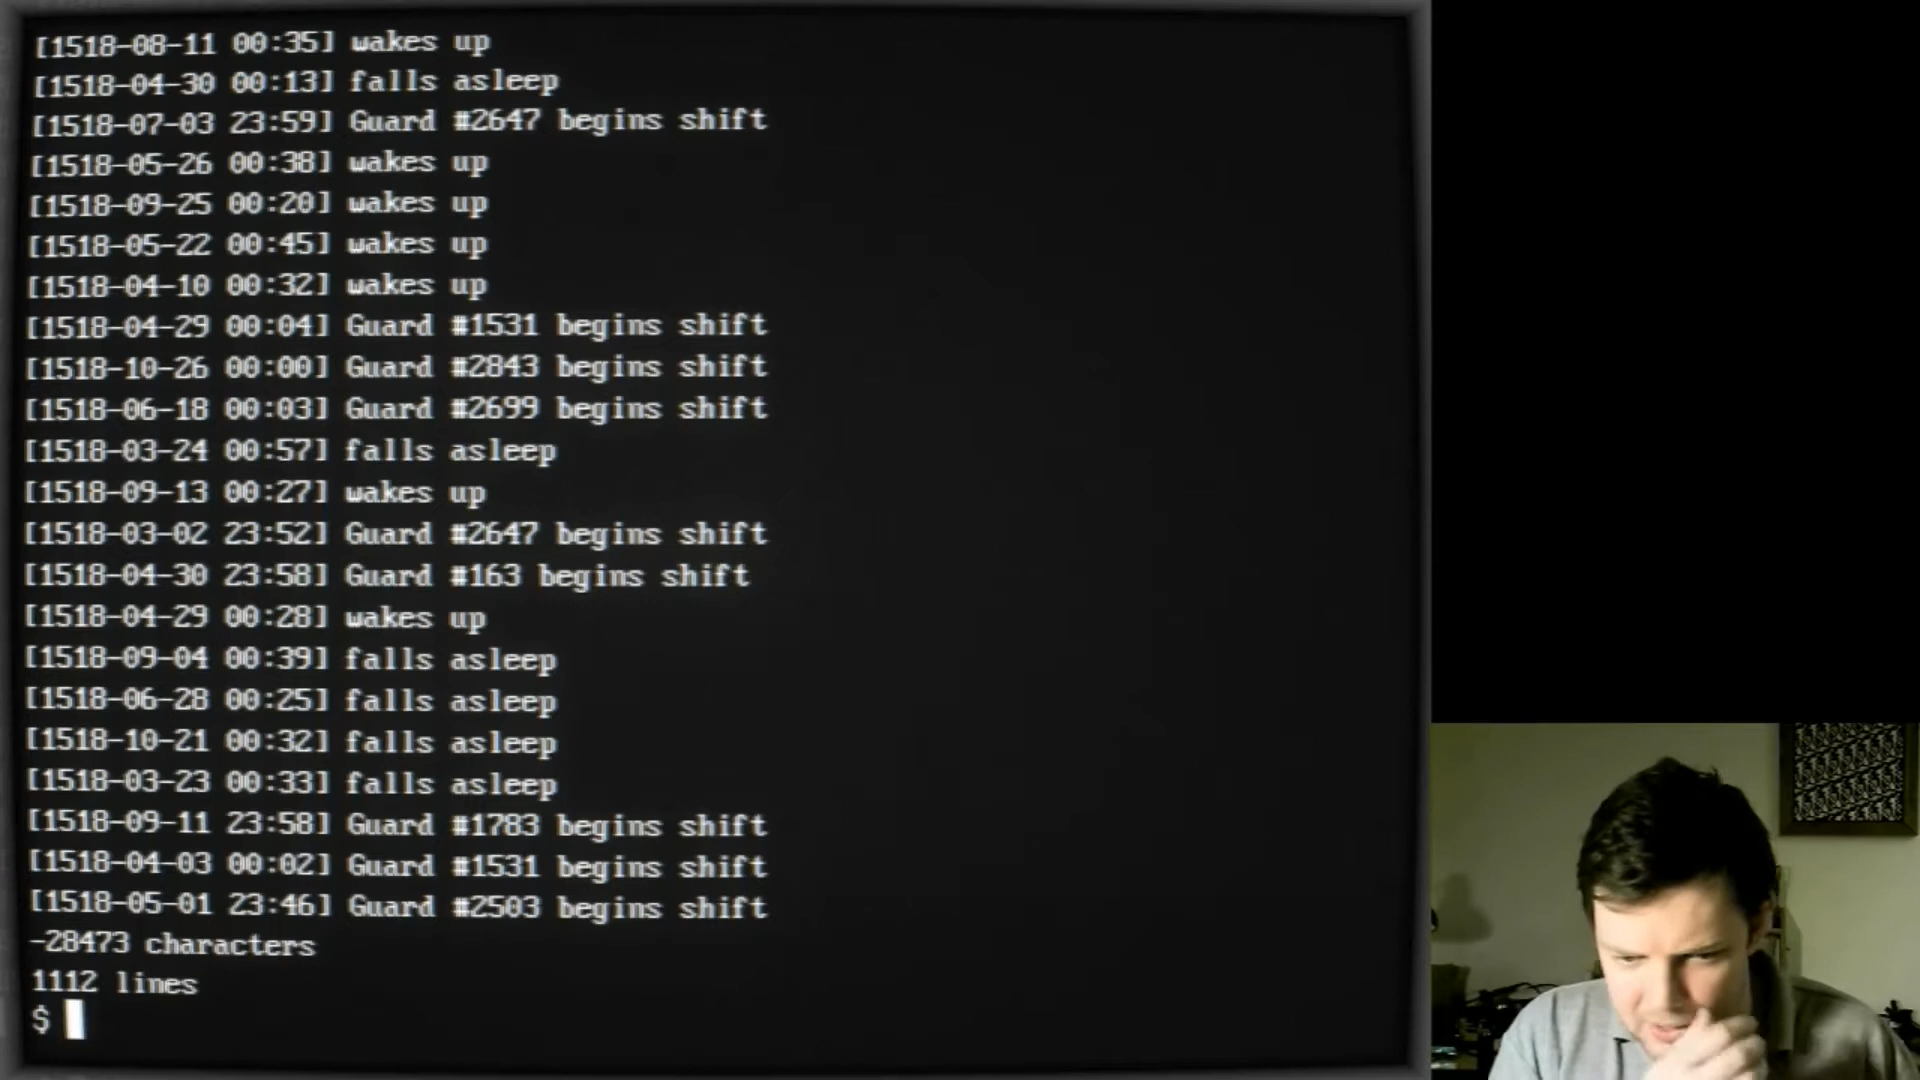 [1518-08-11 00:35] wakes up
[1518-04-30 00:13] falls asleep
[1518-07-03 23:59] Guard #2647 begins shift
[1518-05-26 00:38] wakes up
[1518-09-25 00:20] wakes up
[1518-05-22 00:45] wakes up
[1518-04-10 00:32] wakes up
[1518-04-29 00:04] Guard #1531 begins shift
[1518-10-26 00:00] Guard #2843 begins shift
[1518-06-18 00:03] Guard #2699 begins shift
[1518-03-24 00:57] falls asleep
[1518-09-13 00:27] wakes up
[1518-03-02 23:52] Guard #2647 begins shift
[1518-04-30 23:58] Guard #163 begins shift
[1518-04-29 00:28] wakes up
[1518-09-04 00:39] falls asleep
[1518-06-28 00:25] falls asleep
[1518-10-21 00:32] falls asleep
[1518-03-23 00:33] falls asleep
[1518-09-11 23:58] Guard #1783 begins shift
[1518-04-03 00:02] Guard #1531 begins shift
[1518-05-01 23:46] Guard #2503 begins shift
-28473 characters
1112 lines
$